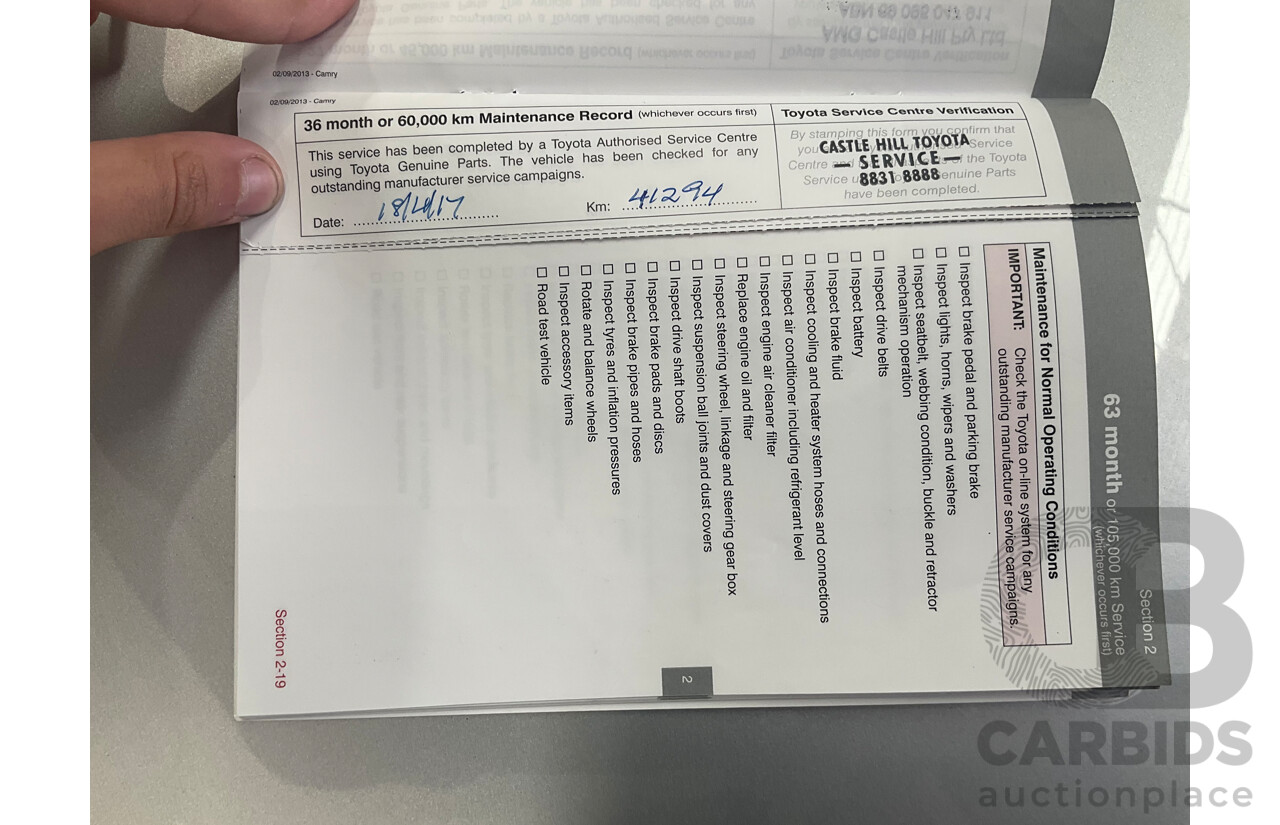 02/09/2013 - Camry
02/09/2013 - Camry
36 month or 60,000 km Maintenance Record (whichever occurs first)
This service has been completed by a Toyota Authorised Service Centre
using Toyota Genuine Parts. The vehicle has been checked for any
outstanding manufacturer service campaigns.
Date: 18/4/17
Km: 41294
Toyota Service Centre Verification
By stamping this form you confirm that
Service
Centre and the Toyota
Service Genuine Parts
have been completed.
CASTLE HILL TOYOTA
— SERVICE —
8831 8888
Section 2
63 month or 105,000 km Service
(whichever occurs first)
Maintenance for Normal Operating Conditions
IMPORTANT: Check the Toyota on-line system for any
outstanding manufacturer service campaigns.
☐ Inspect brake pedal and parking brake
☐ Inspect lights, horns, wipers and washers
☐ Inspect seatbelt, webbing condition, buckle and retractor
mechanism operation
☐ Inspect drive belts
☐ Inspect battery
☐ Inspect brake fluid
☐ Inspect cooling and heater system hoses and connections
☐ Inspect air conditioner including refrigerant level
☐ Inspect engine air cleaner filter
☐ Replace engine oil and filter
☐ Inspect steering wheel, linkage and steering gear box
☐ Inspect suspension ball joints and dust covers
☐ Inspect drive shaft boots
☐ Inspect brake pads and discs
☐ Inspect brake pipes and hoses
☐ Inspect tyres and inflation pressures
☐ Rotate and balance wheels
☐ Inspect accessory items
☐ Road test vehicle
2
Section 2-19
CB
CARBIDS
auctionplace